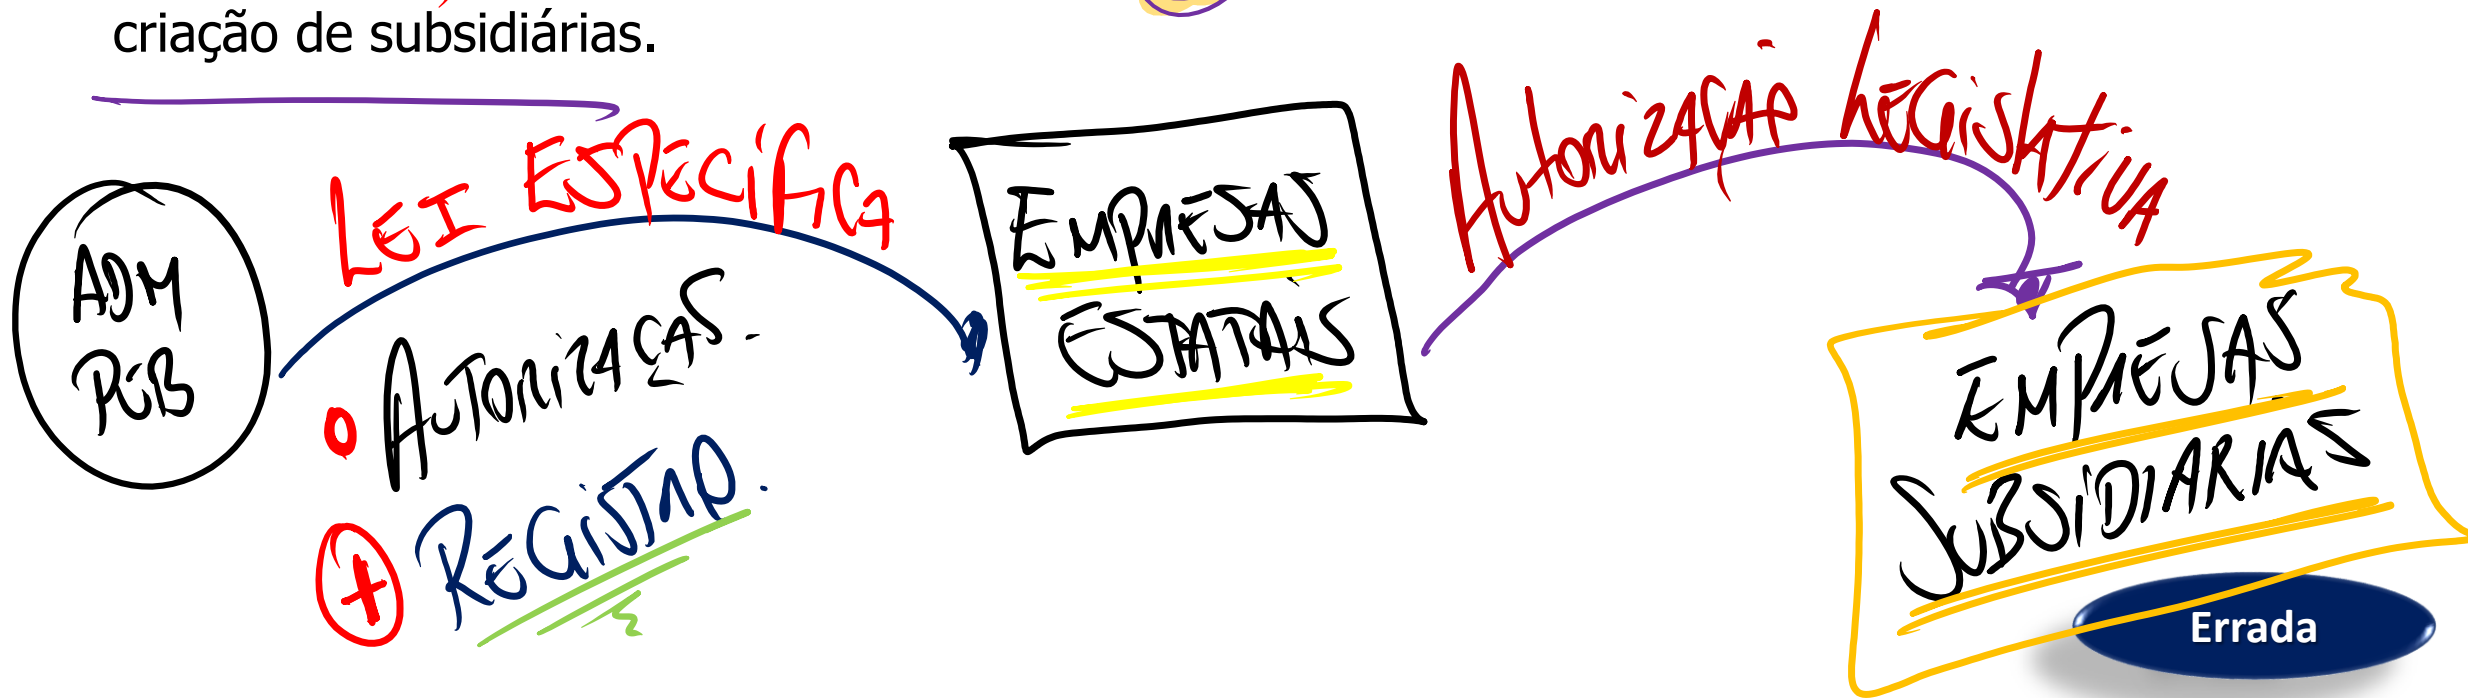 criação de subsidiárias.
LEI ESPECÍFICA
AUTORIZAÇÃO LEGISLATIVA
ADM
PÚB
EMPRESAS
ESTATAIS
• AUTORIZAÇÃO.
+ REGISTRO.
EMPRESAS
SUBSIDIÁRIAS
Errada